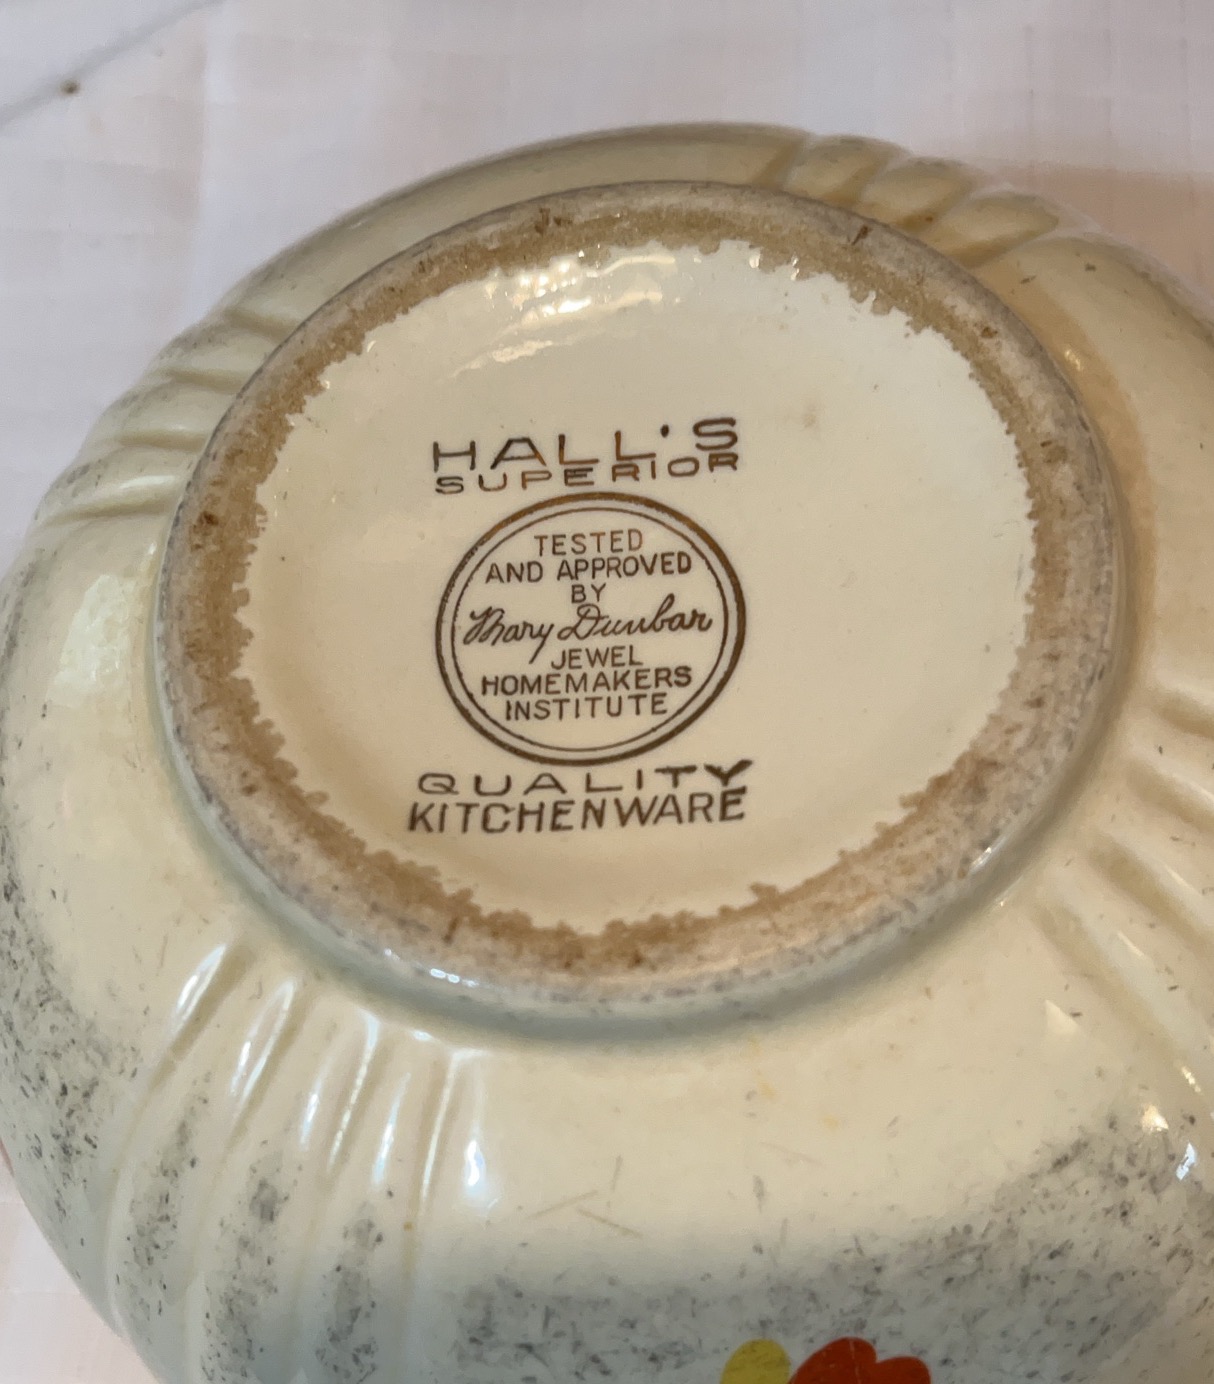 HALL'S
SUPERIOR
TESTED
AND APPROVED
BY
Mary Dunbar
JEWEL
HOMEMAKERS
INSTITUTE
QUALITY
KITCHENWARE